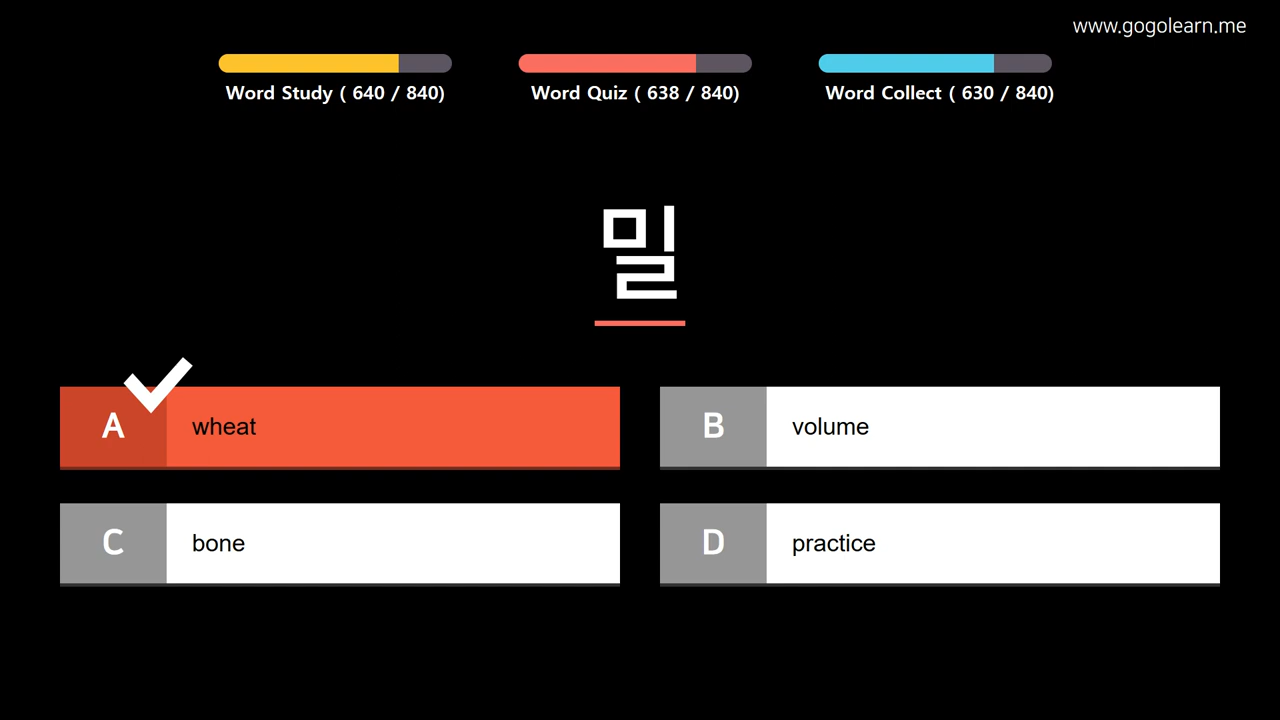 www.gogolearn.me
Word Study ( 640 / 840)
Word Quiz ( 638 / 840)
Word Collect ( 630 / 840)
밀
A wheat
B volume
C bone
D practice